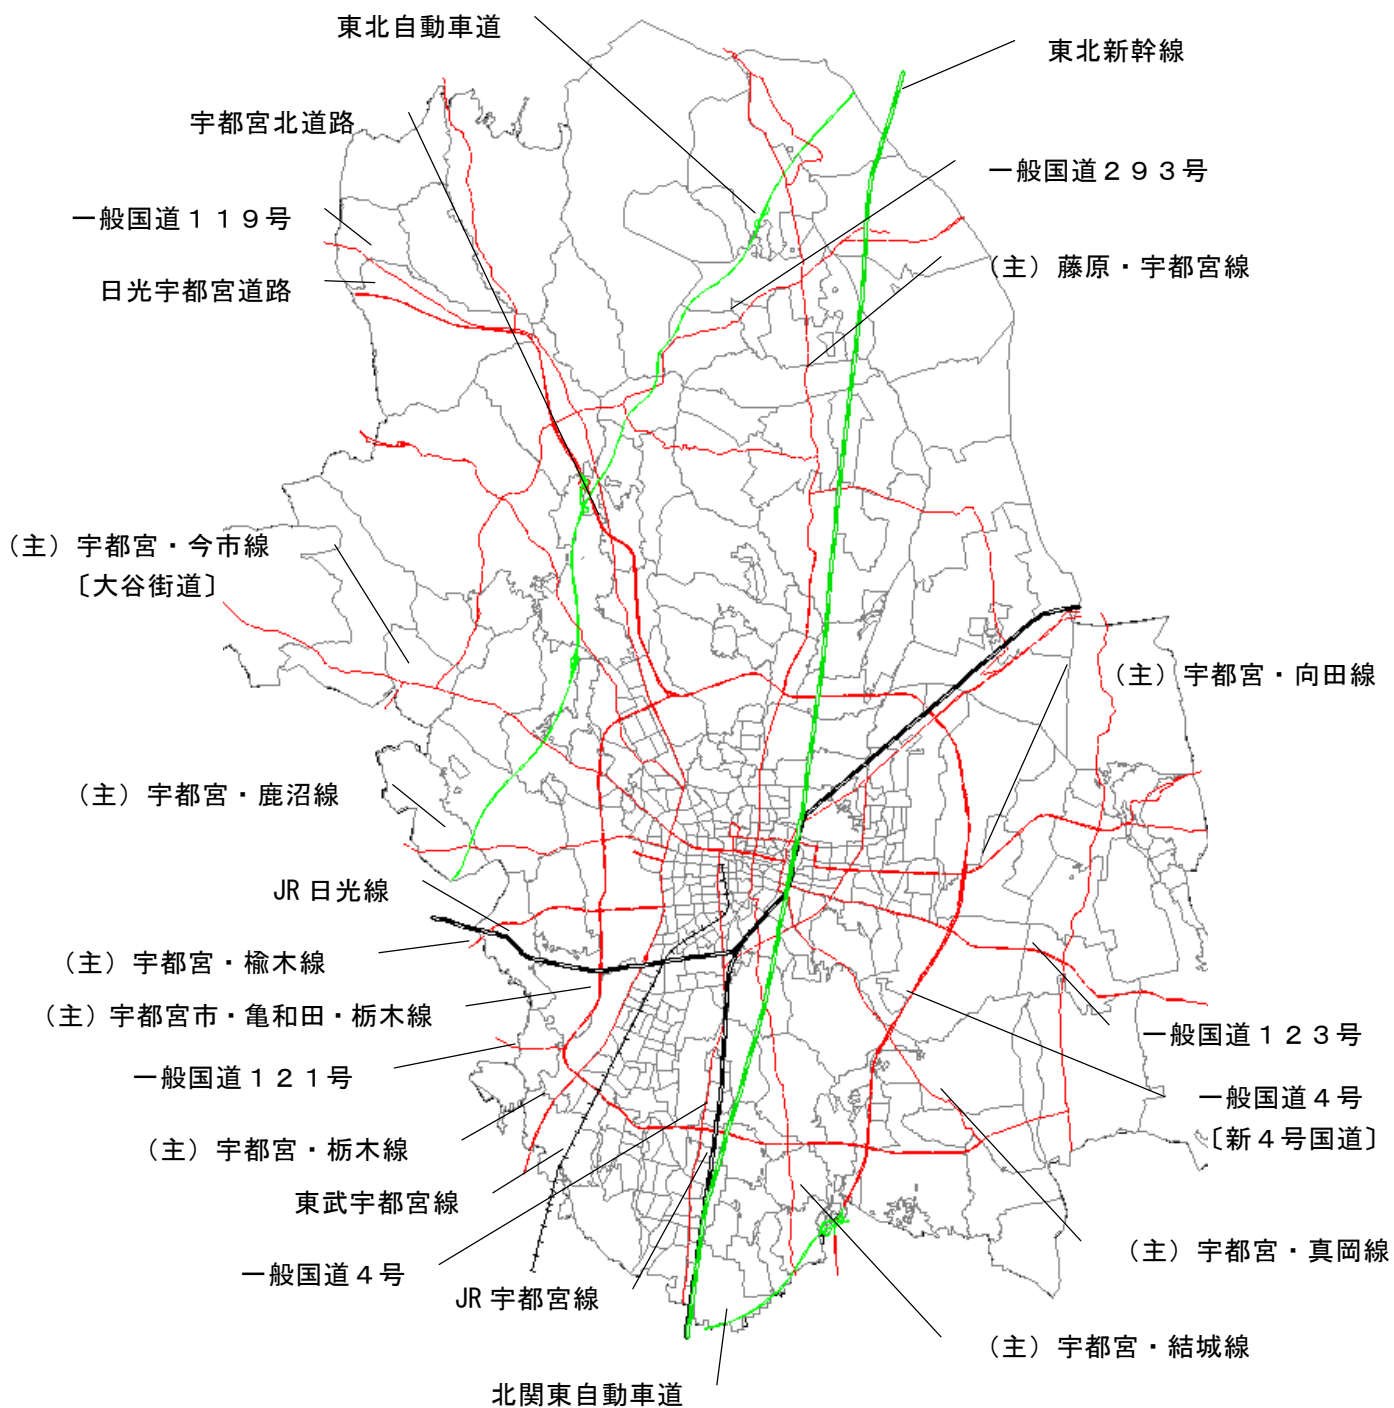 東北自動車道
東北新幹線
宇都宮北道路
一般国道２９３号
一般国道１１９号
（主）藤原・宇都宮線
日光宇都宮道路
（主）宇都宮・今市線
〔大谷街道〕
（主）宇都宮・向田線
（主）宇都宮・鹿沼線
JR 日光線
（主）宇都宮・楡木線
（主）宇都宮市・亀和田・栃木線
一般国道１２３号
一般国道１２１号
一般国道４号
〔新４号国道〕
（主）宇都宮・栃木線
東武宇都宮線
（主）宇都宮・真岡線
一般国道４号
JR 宇都宮線
（主）宇都宮・結城線
北関東自動車道